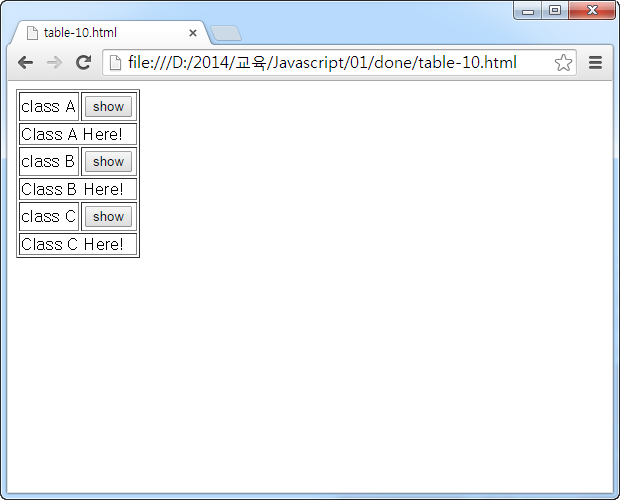 table-10.html
file:///D:/2014/교육/Javascript/01/done/table-10.html
class A show
Class A Here!
class B show
Class B Here!
class C show
Class C Here!